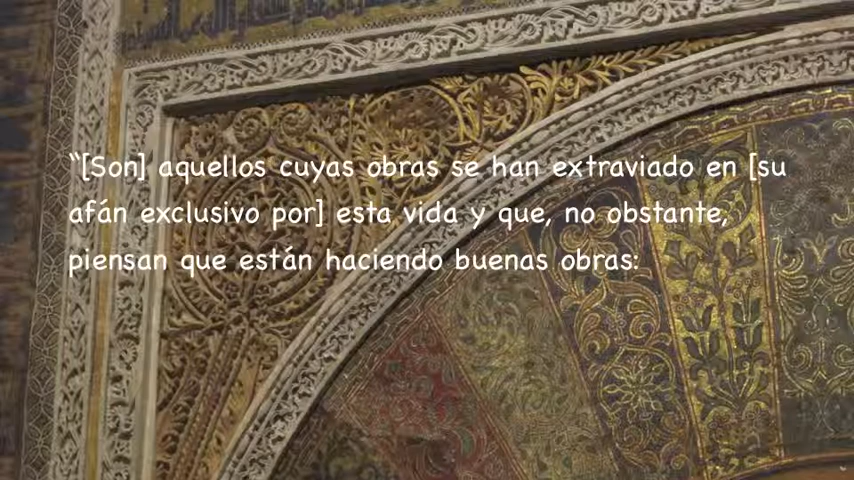 “[Son] aquellos cuyas obras se han extraviado en [su
afán exclusivo por] esta vida y que, no obstante,
piensan que están haciendo buenas obras: